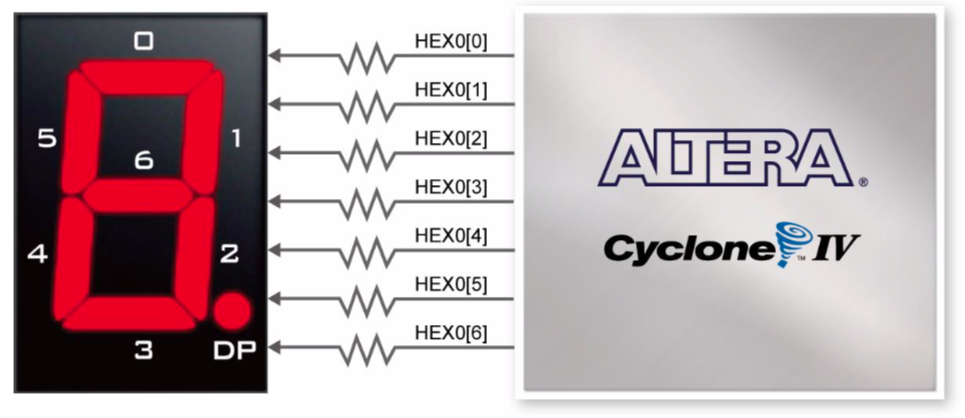 0
5
1
6
4
2
3
DP
HEX0[0]
HEX0[1]
HEX0[2]
HEX0[3]
HEX0[4]
HEX0[5]
HEX0[6]
ALTERA®
Cyclone™ IV